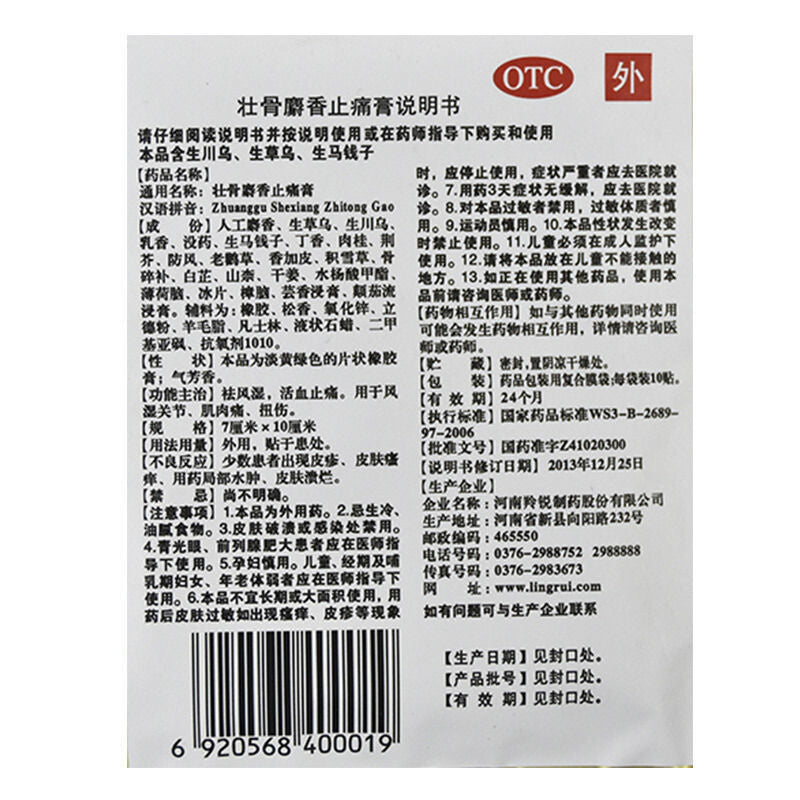 OTC
外
壮骨麝香止痛膏说明书
请仔细阅读说明书并按说明使用或在药师指导下购买和使用
本品含生川乌、生草乌、生马钱子
【药品名称】
通用名称：壮骨麝香止痛膏
汉语拼音：Zhuanggu Shexiang Zhitong Gao
【成　份】人工麝香、生草乌、生川乌、
乳香、没药、生马钱子、丁香、肉桂、荆
芥、防风、老鹳草、香加皮、积雪草、骨
碎补、白芷、山柰、干姜、水杨酸甲酯、
薄荷脑、冰片、樟脑、芸香浸膏、颠茄流
浸膏。辅料为：橡胶、松香、氧化锌、立
德粉、羊毛脂、凡士林、液状石蜡、二甲
基亚砜、抗氧剂1010。
【性　状】本品为淡黄绿色的片状橡胶
膏；气芳香。
【功能主治】祛风湿，活血止痛。用于风
湿关节、肌肉痛、扭伤。
【规　格】7厘米×10厘米
【用法用量】外用，贴于患处。
【不良反应】少数患者出现皮疹、皮肤瘙
痒、用药局部水肿、皮肤溃烂。
【禁　忌】尚不明确。
【注意事项】1.本品为外用药。2.忌生冷、
油腻食物。3.皮肤破溃或感染处禁用。
4.青光眼、前列腺肥大患者应在医师指
导下使用。5.孕妇慎用。儿童、经期及哺
乳期妇女、年老体弱者应在医师指导下
使用。6.本品不宜长期或大面积使用，用
药后皮肤过敏如出现瘙痒、皮疹等现象
时，应停止使用，症状严重者应去医院就
诊。7.用药3天症状无缓解，应去医院就
诊。8.对本品过敏者禁用，过敏体质者慎
用。9.运动员慎用。10.本品性状发生改变
时禁止使用。11.儿童必须在成人监护下
使用。12.请将本品放在儿童不能接触的
地方。13.如正在使用其他药品，使用本
品前请咨询医师或药师。
【药物相互作用】如与其他药物同时使用
可能会发生药物相互作用，详情请咨询医
师或药师。
【贮　藏】密封，置阴凉干燥处。
【包　装】药品包装用复合膜袋；每袋装10贴。
【有 效 期】24个月
【执行标准】国家药品标准WS3-B-2689-
97-2006
【批准文号】国药准字Z41020300
【说明书修订日期】2013年12月25日
【生产企业】
企业名称：河南羚锐制药股份有限公司
生产地址：河南省新县向阳路232号
邮政编码：465550
电话号码：0376-2988752 2988888
传真号码：0376-2983673
网　址：www.lingrui.com
如有问题可与生产企业联系
【生产日期】见封口处。
【产品批号】见封口处。
【有 效 期】见封口处。
6 920568 400019